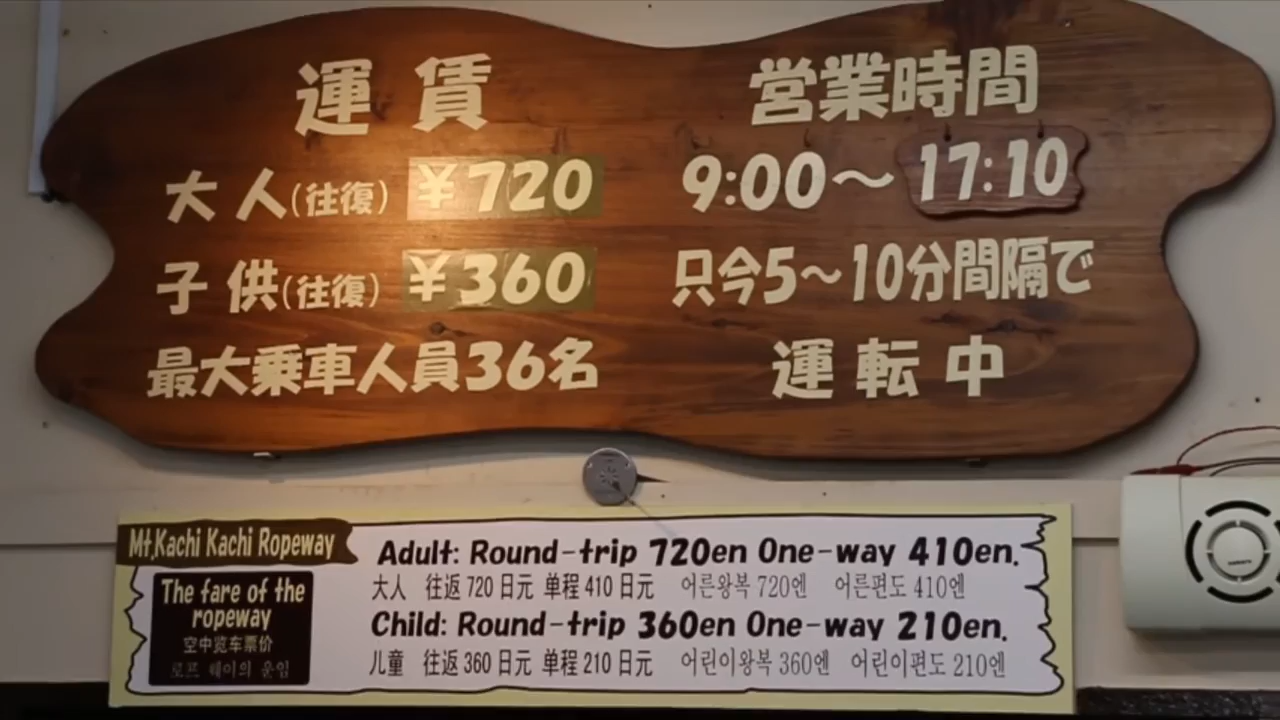 運賃
大人(往復) ¥720
子供(往復) ¥360
最大乗車人員36名
営業時間
9:00～17:10
只今5～10分間隔で
運転中
Mt,Kachi Kachi Ropeway
The fare of the
ropeway
空中览车票价
로프 웨이의 운임
Adult: Round-trip 720en One-way 410en.
大人 往返 720 日元 单程 410 日元 어른왕복 720엔 어른편도 410엔
Child: Round-trip 360en One-way 210en.
儿童 往返 360 日元 单程 210 日元 어린이왕복 360엔 어린이편도 210엔